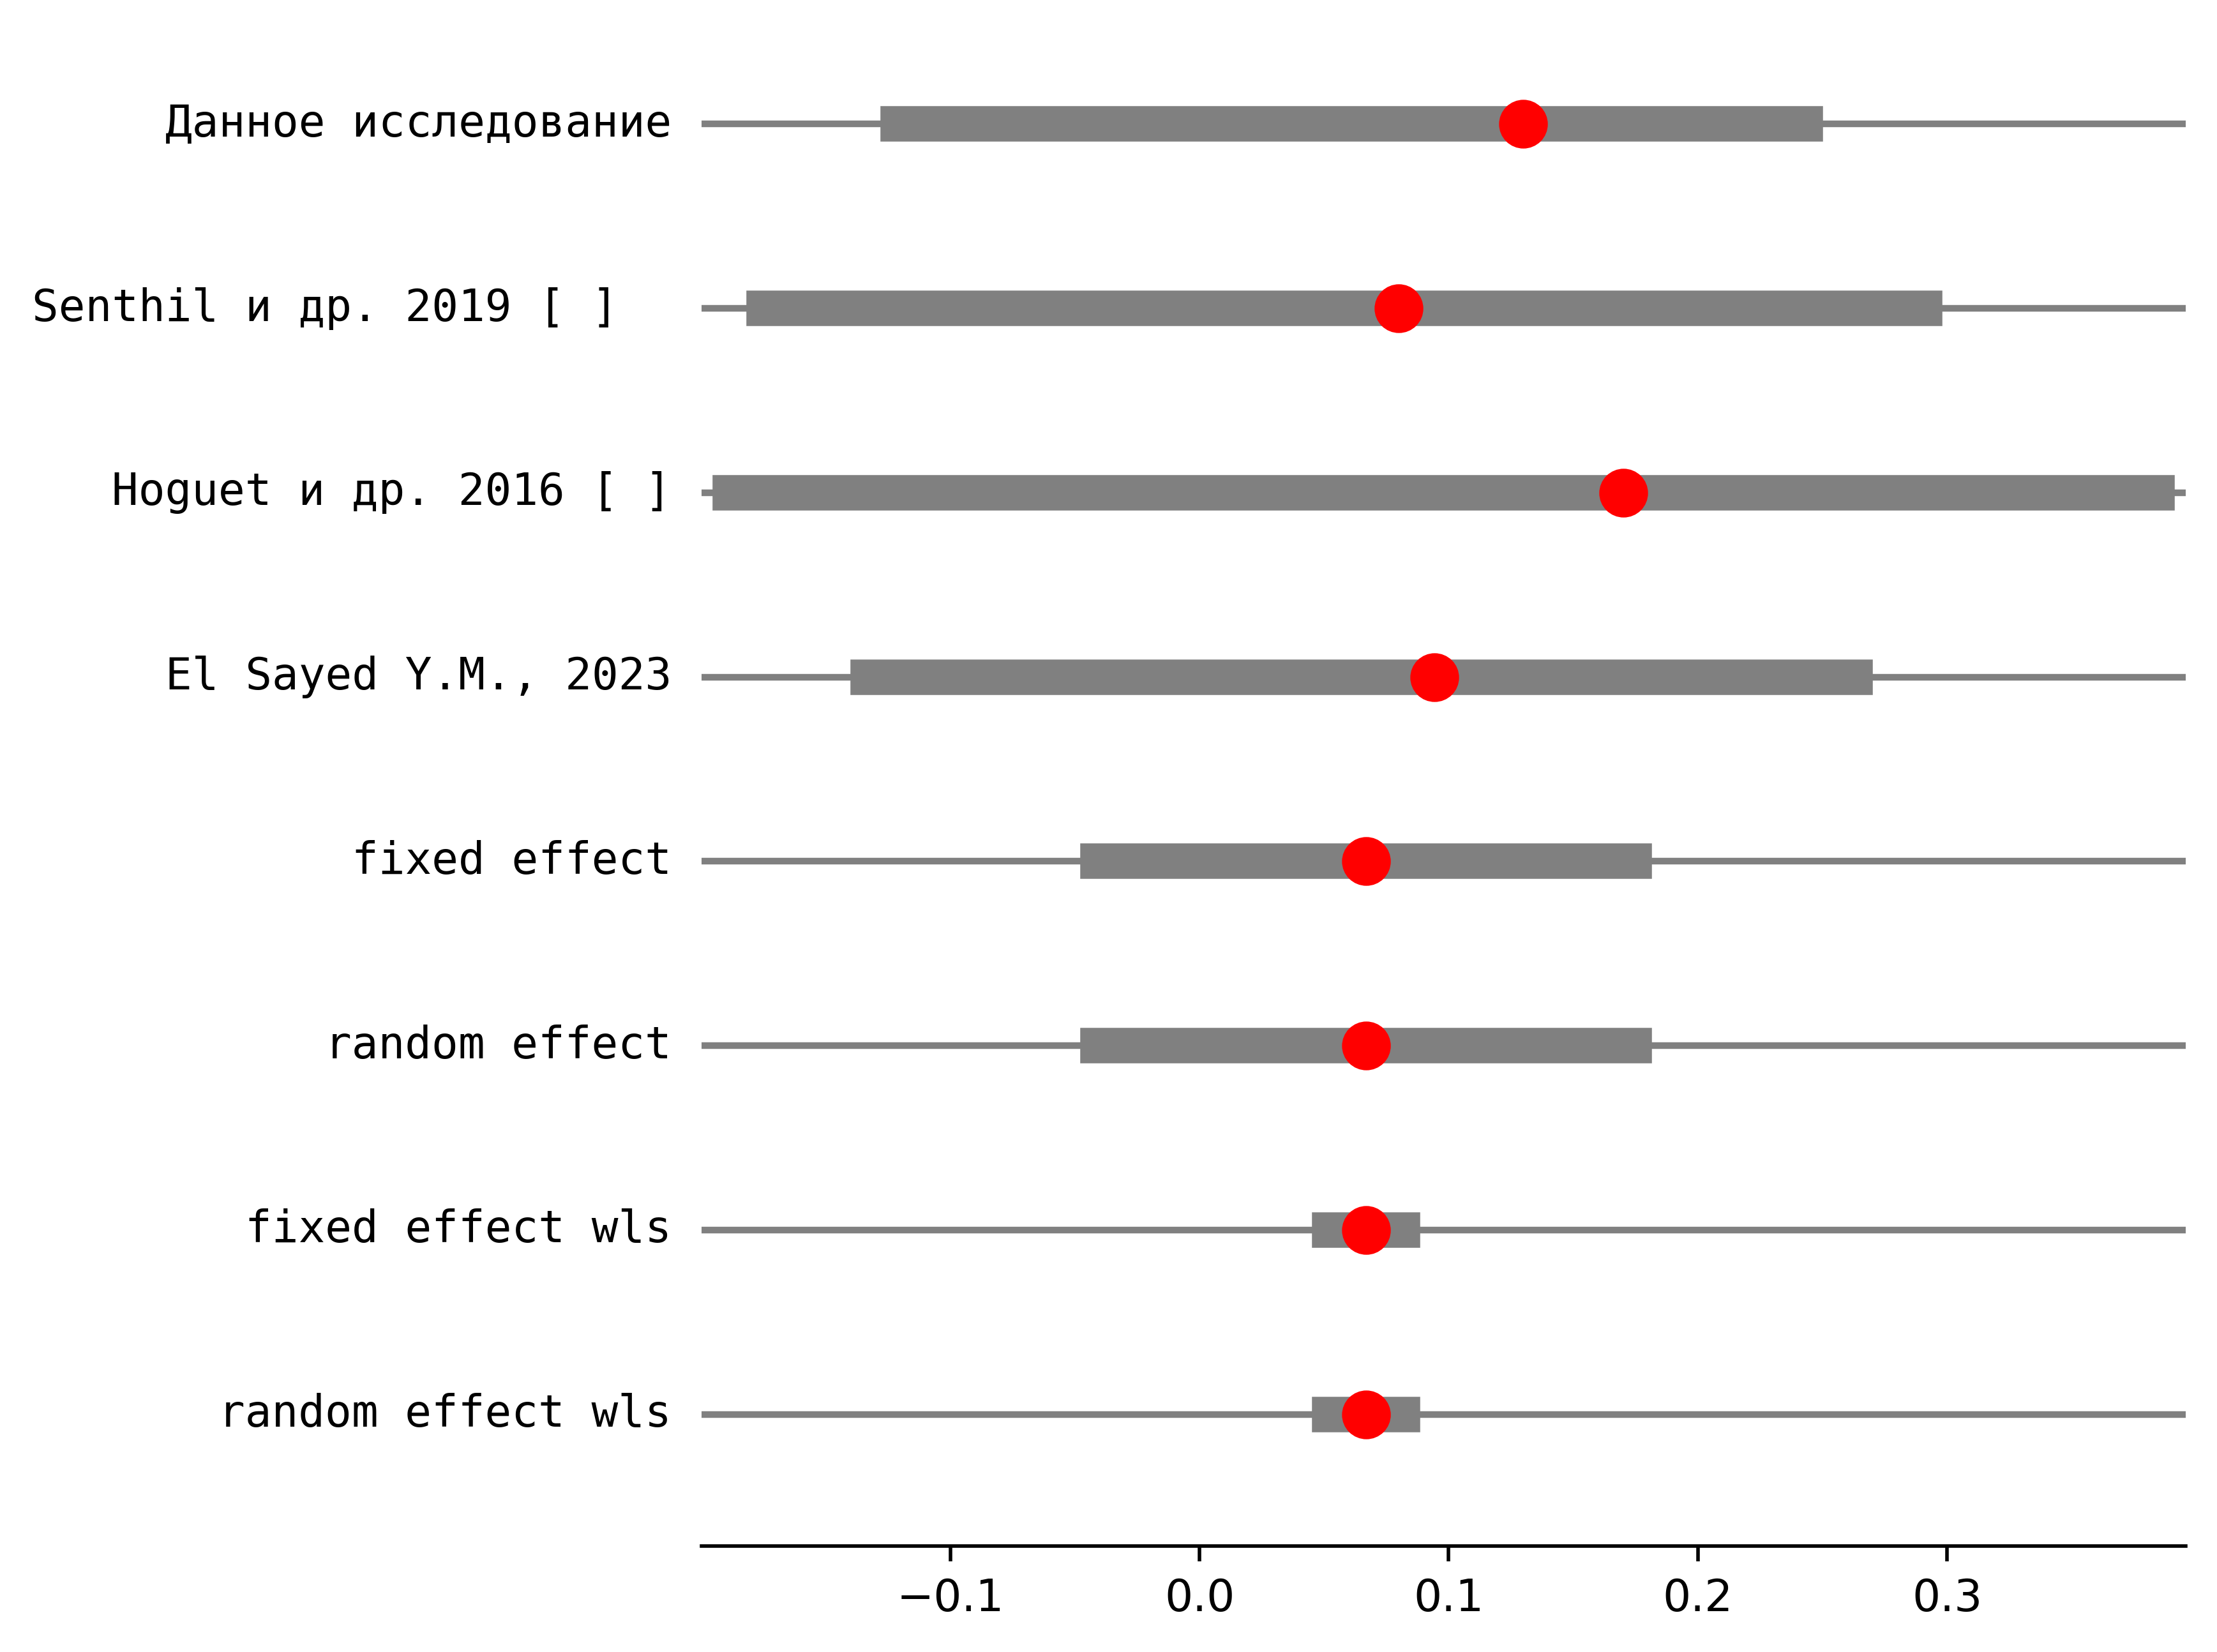 Данное исследование
Senthil и др. 2019 [ ]
Hoguet и др. 2016 [ ]
El Sayed Y.M., 2023
fixed effect
random effect
fixed effect wls
random effect wls
−0.1 0.0 0.1 0.2 0.3